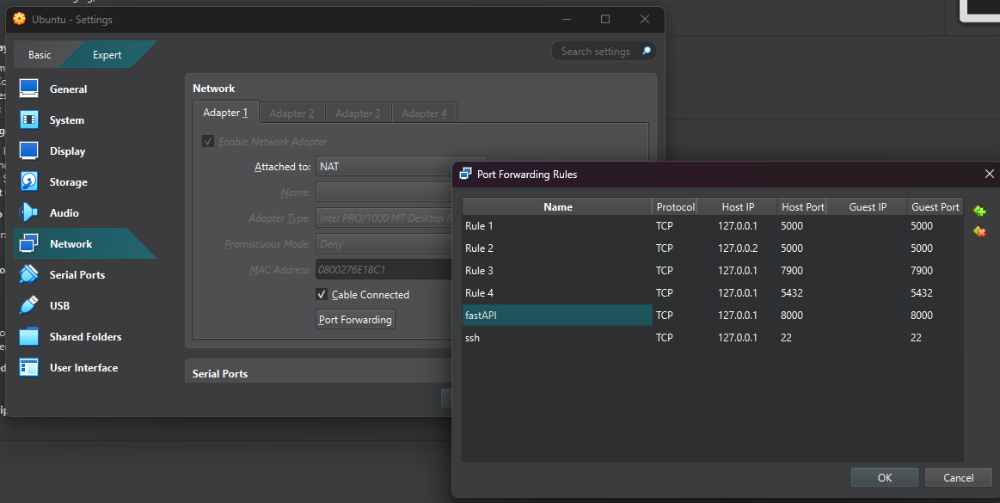 Ubuntu - Settings
Basic
Expert
Search settings
General
System
Display
Storage
Audio
Network
Serial Ports
USB
Shared Folders
User Interface
Network
Adapter 1
Adapter 2
Adapter 3
Adapter 4
Enable Network Adapter
Attached to: NAT
Name:
Adapter Type: Intel PRO/1000 MT Desktop (
Promiscuous Mode: Deny
MAC Address: 0800276E18C1
Cable Connected
Port Forwarding
Serial Ports
Port Forwarding Rules
Name Protocol Host IP Host Port Guest IP Guest Port
Rule 1 TCP 127.0.0.1 5000 5000
Rule 2 TCP 127.0.0.2 5000 5000
Rule 3 TCP 127.0.0.1 7900 7900
Rule 4 TCP 127.0.0.1 5432 5432
fastAPI TCP 127.0.0.1 8000 8000
ssh TCP 127.0.0.1 22 22
OK
Cancel